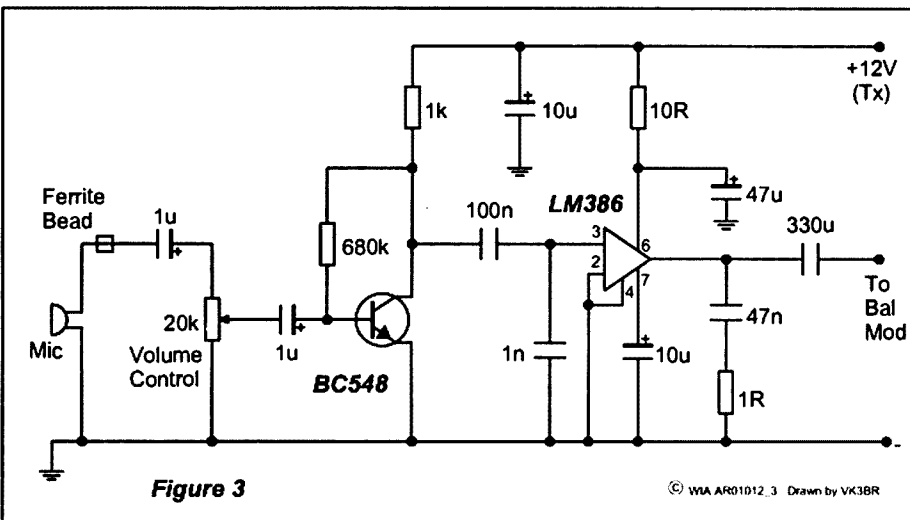 +12V
(Tx)
1k
10u
10R
Ferrite
Bead
1u
680k
100n
LM386
47u
330u
3
2
6
7
4
To
Bal
Mod
20k
Mic
Volume
Control
1u
BC548
1n
10u
47n
1R
-
Figure 3
© WIA AR01012_3 Drawn by VK3BR